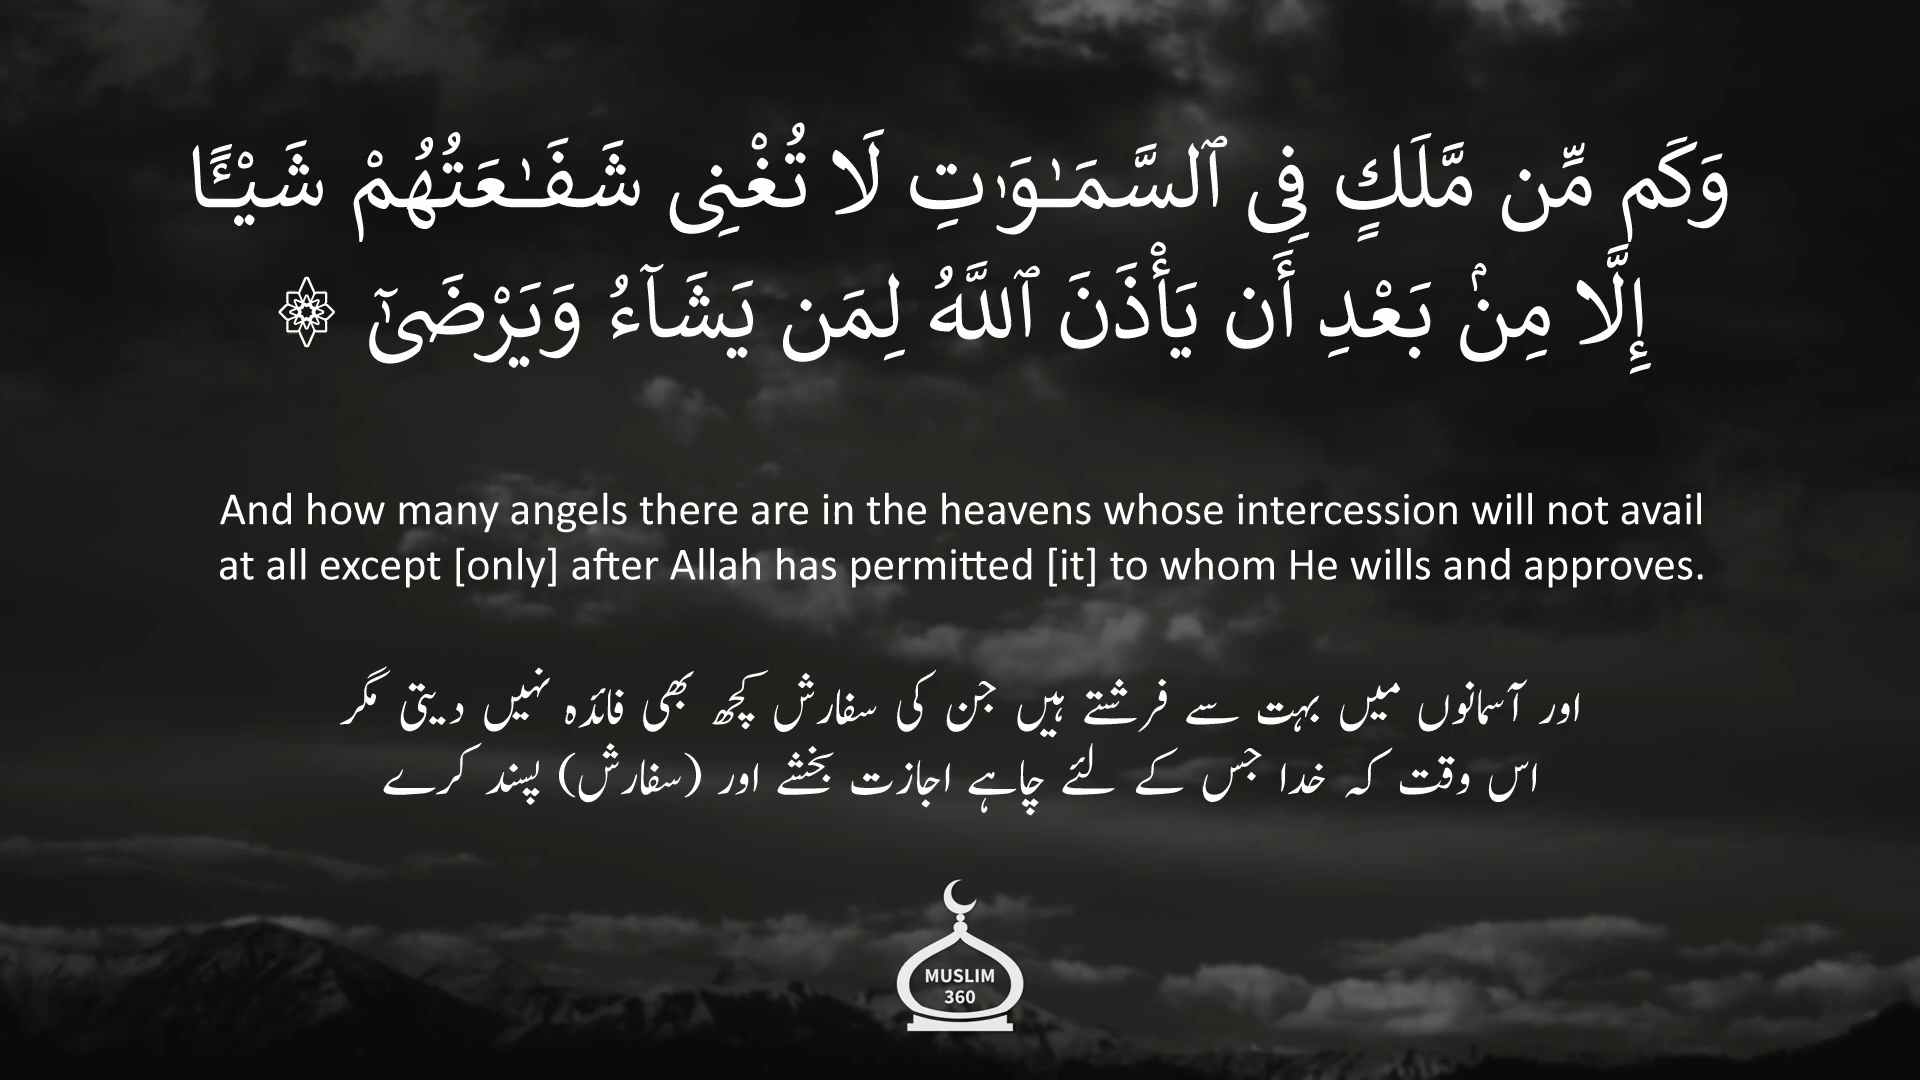 وَكَم مِّن مَّلَكٍ فِى ٱلسَّمَـٰوَٰتِ لَا تُغْنِى شَفَـٰعَتُهُمْ شَيْـًٔا
إِلَّا مِنۢ بَعْدِ أَن يَأْذَنَ ٱللَّهُ لِمَن يَشَآءُ وَيَرْضَىٰٓ ۞
And how many angels there are in the heavens whose intercession will not avail
at all except [only] after Allah has permitted [it] to whom He wills and approves.
اور آسمانوں میں بہت سے فرشتے ہیں جن کی سفارش کچھ بھی فائدہ نہیں دیتی مگر
اس وقت کہ خدا جس کے لئے چاہے اجازت بخشے اور (سفارش) پسند کرے
MUSLIM
360